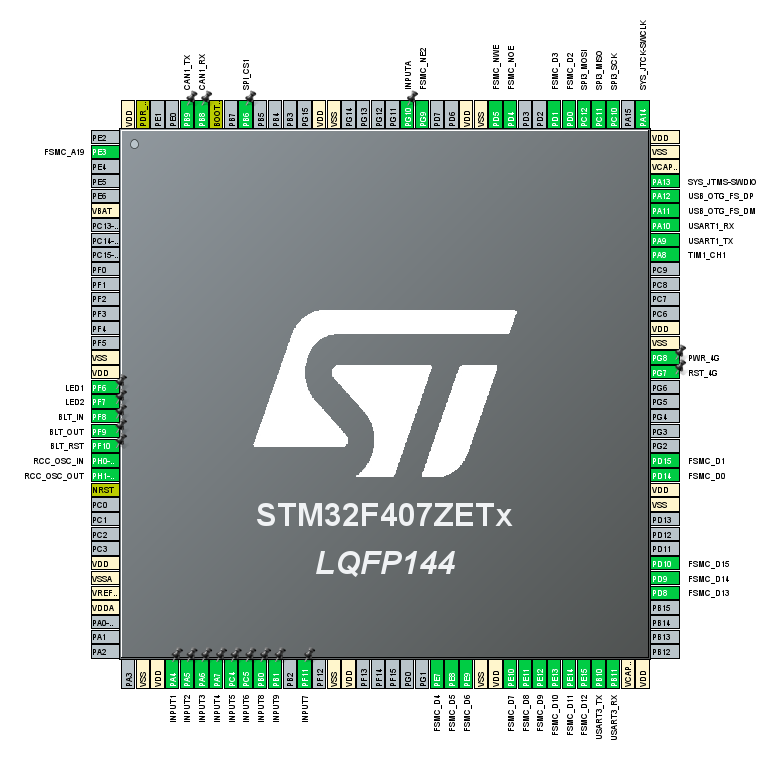 CAN1_TX
CAN1_RX
SPI_CS1
INPUTA
FSMC_NE2
FSMC_NWE
FSMC_NOE
FSMC_D3
FSMC_D2
SPI3_MOSI
SPI3_MISO
SPI3_SCK
SYS_JTCK-SWCLK
VDD
PDR_..
PE1
PE0
PB9
PB8
BOOT..
PB7
PB6
PB5
PB4
PB3
PG15
VDD
VSS
PG14
PG13
PG12
PG11
PG10
PG9
PD7
PD6
VDD
VSS
PD5
PD4
PD3
PD2
PD1
PD0
PC12
PC11
PC10
PA15
PA14
PE2
FSMC_A19 PE3
PE4
PE5
PE6
VBAT
PC13-..
PC14-..
PC15-..
PF0
PF1
PF2
PF3
PF4
PF5
VSS
VDD
LED1 PF6
LED2 PF7
BLT_IN PF8
BLT_OUT PF9
BLT_RST PF10
RCC_OSC_IN PH0-..
RCC_OSC_OUT PH1-..
NRST
PC0
PC1
PC2
PC3
VDD
VSSA
VREF..
VDDA
PA0-..
PA1
PA2
STM32F407ZETx
LQFP144
VDD
VSS
VCAP..
PA13 SYS_JTMS-SWDIO
PA12 USB_OTG_FS_DP
PA11 USB_OTG_FS_DM
PA10 USART1_RX
PA9 USART1_TX
PA8 TIM1_CH1
PC9
PC8
PC7
PC6
VDD
VSS
PG8 PWR_4G
PG7 RST_4G
PG6
PG5
PG4
PG3
PG2
PD15 FSMC_D1
PD14 FSMC_D0
VDD
VSS
PD13
PD12
PD11
PD10 FSMC_D15
PD9 FSMC_D14
PD8 FSMC_D13
PB15
PB14
PB13
PB12
PA3
VSS
VDD
PA4
PA5
PA6
PA7
PC4
PC5
PB0
PB1
PB2
PF11
PF12
VSS
VDD
PF13
PF14
PF15
PG0
PG1
PE7
PE8
PE9
VSS
VDD
PE10
PE11
PE12
PE13
PE14
PE15
PB10
PB11
VCAP..
VDD
INPUT1
INPUT2
INPUT3
INPUT4
INPUT5
INPUT6
INPUT8
INPUT9
INPUT7
FSMC_D4
FSMC_D5
FSMC_D6
FSMC_D7
FSMC_D8
FSMC_D9
FSMC_D10
FSMC_D11
FSMC_D12
USART3_TX
USART3_RX